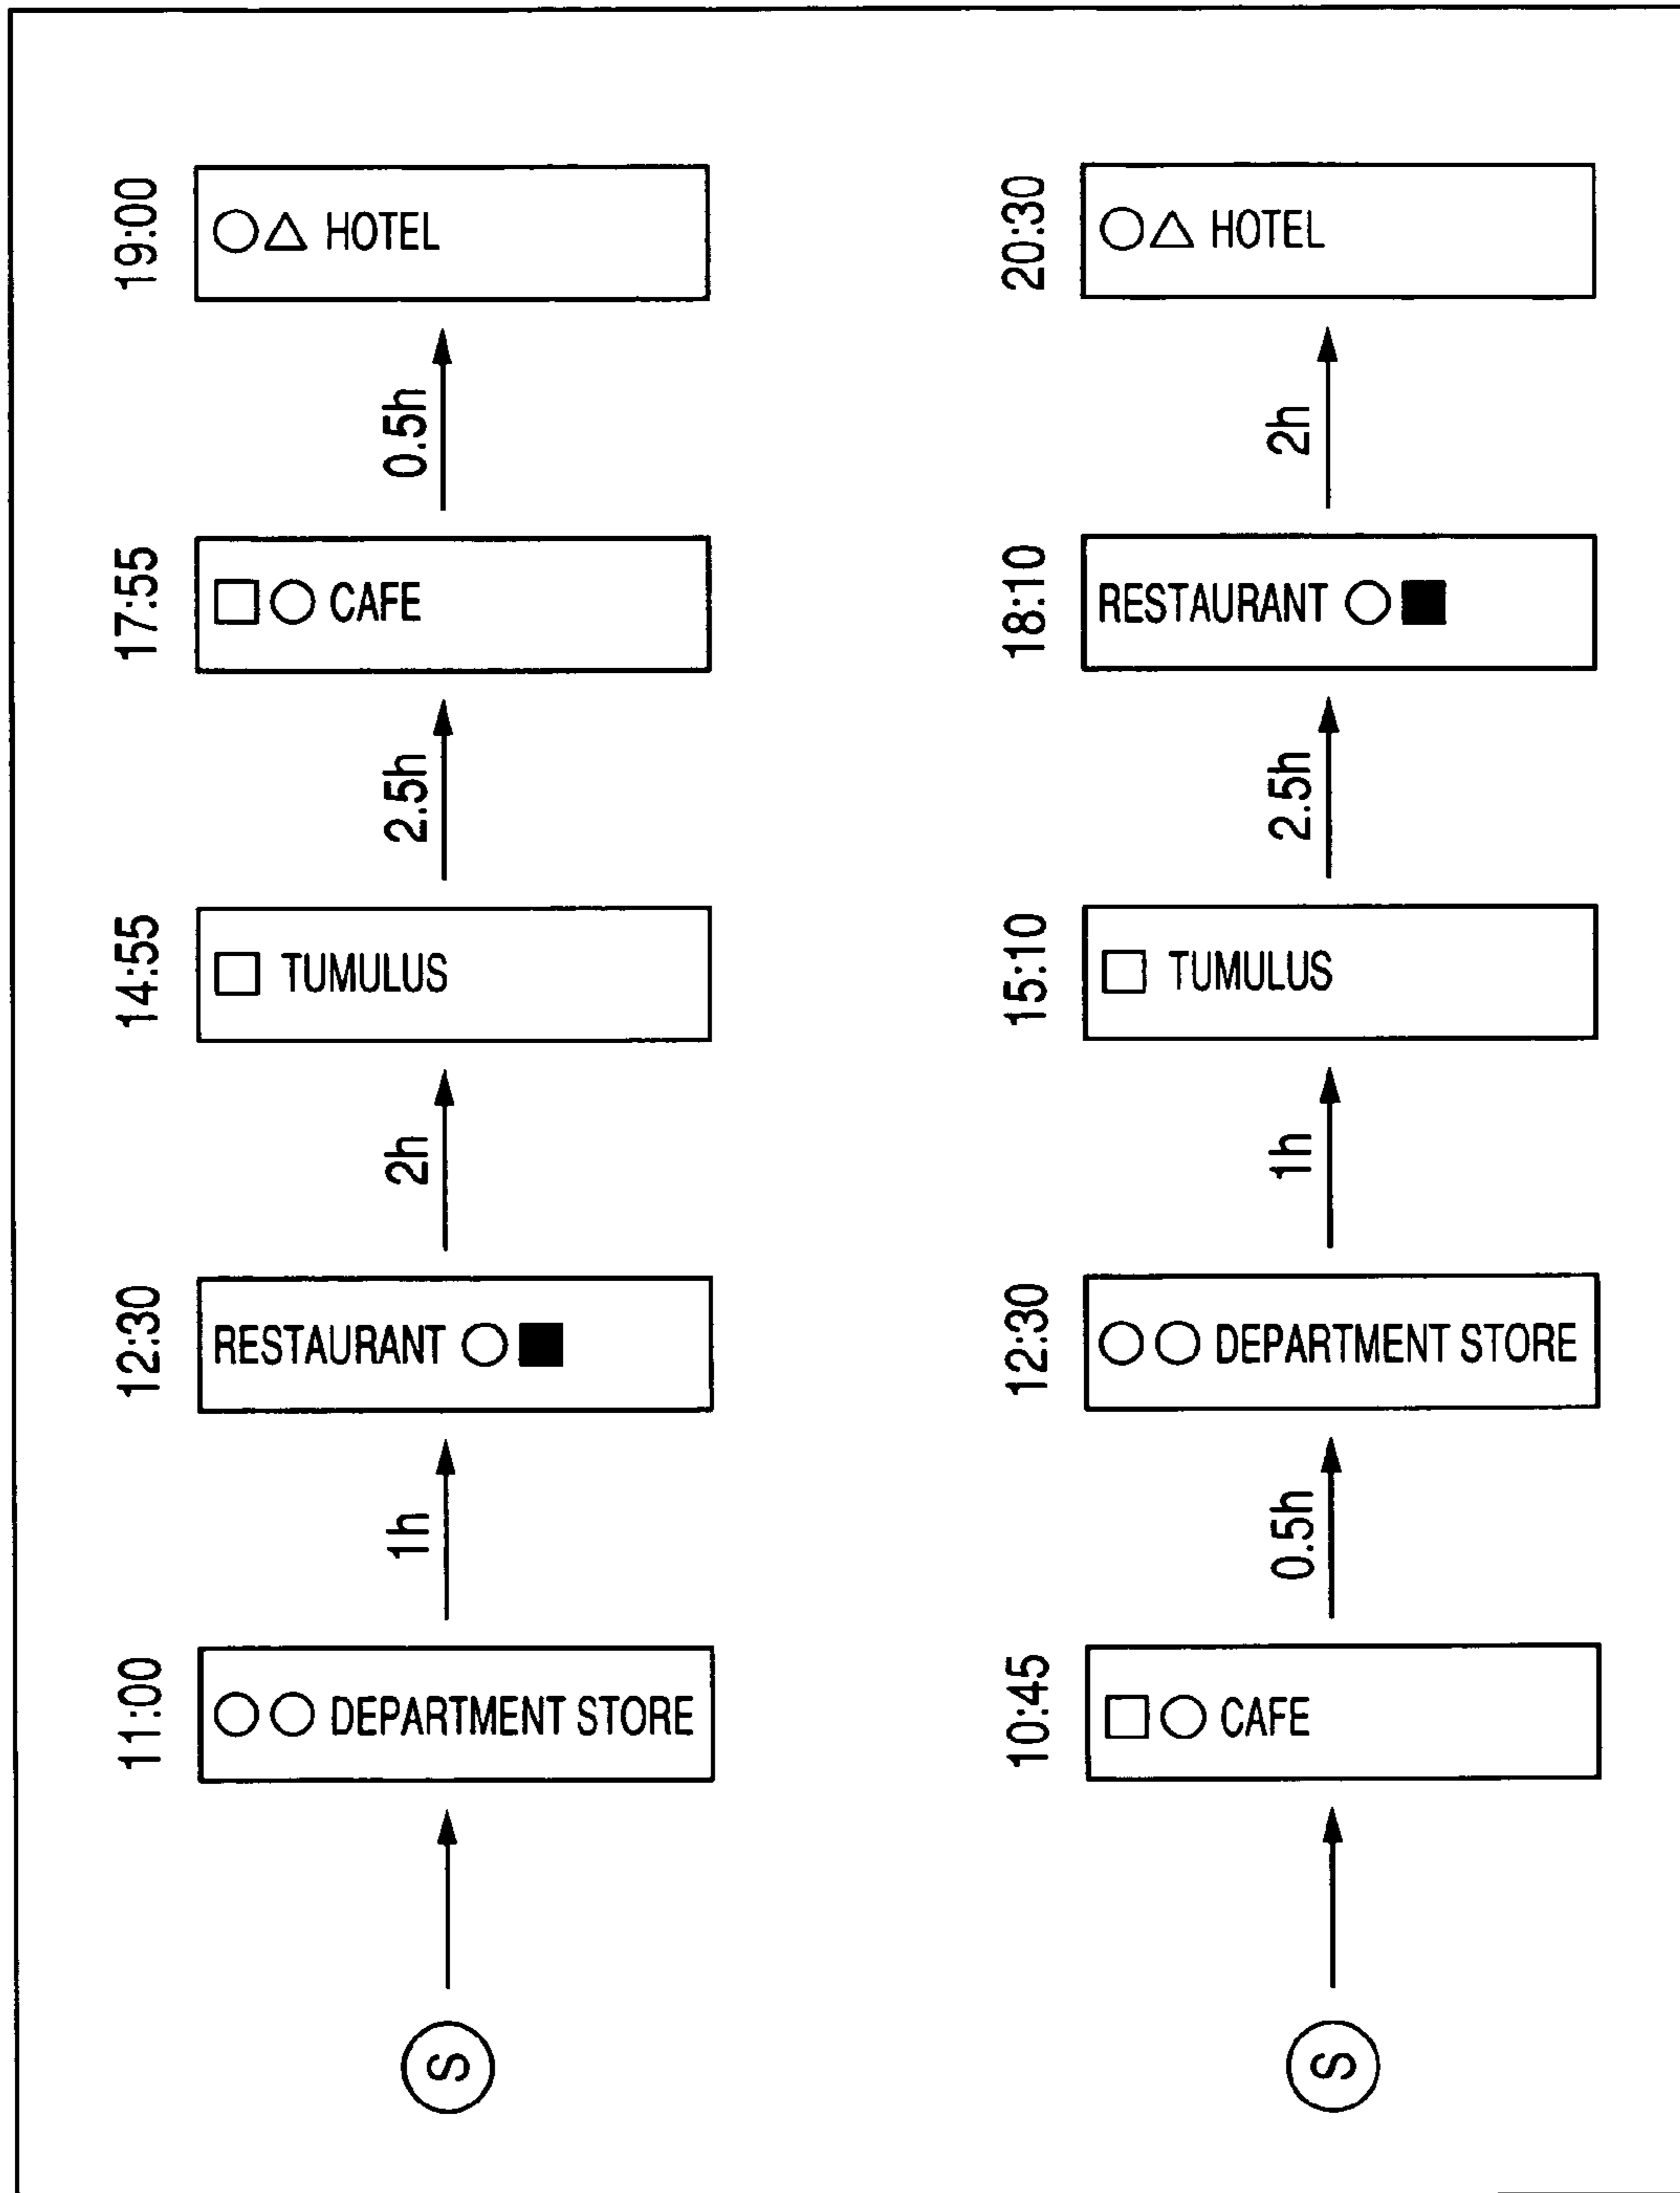 S
11:00
○○ DEPARTMENT STORE
1h
12:30
RESTAURANT ○■
2h
14:55
□ TUMULUS
2.5h
17:55
□○ CAFE
0.5h
19:00
○△ HOTEL
S
10:45
□○ CAFE
0.5h
12:30
○○ DEPARTMENT STORE
1h
15:10
□ TUMULUS
2.5h
18:10
RESTAURANT ○■
2h
20:30
○△ HOTEL